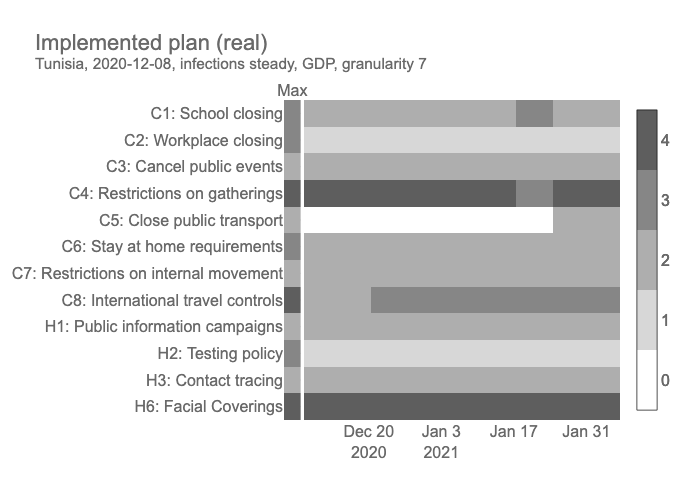 Implemented plan (real)
Tunisia, 2020-12-08, infections steady, GDP, granularity 7
Max
C1: School closing
C2: Workplace closing
C3: Cancel public events
C4: Restrictions on gatherings
C5: Close public transport
C6: Stay at home requirements
C7: Restrictions on internal movement
C8: International travel controls
H1: Public information campaigns
H2: Testing policy
H3: Contact tracing
H6: Facial Coverings
4
3
2
1
0
Dec 20 Jan 3 Jan 17 Jan 31
2020 2021